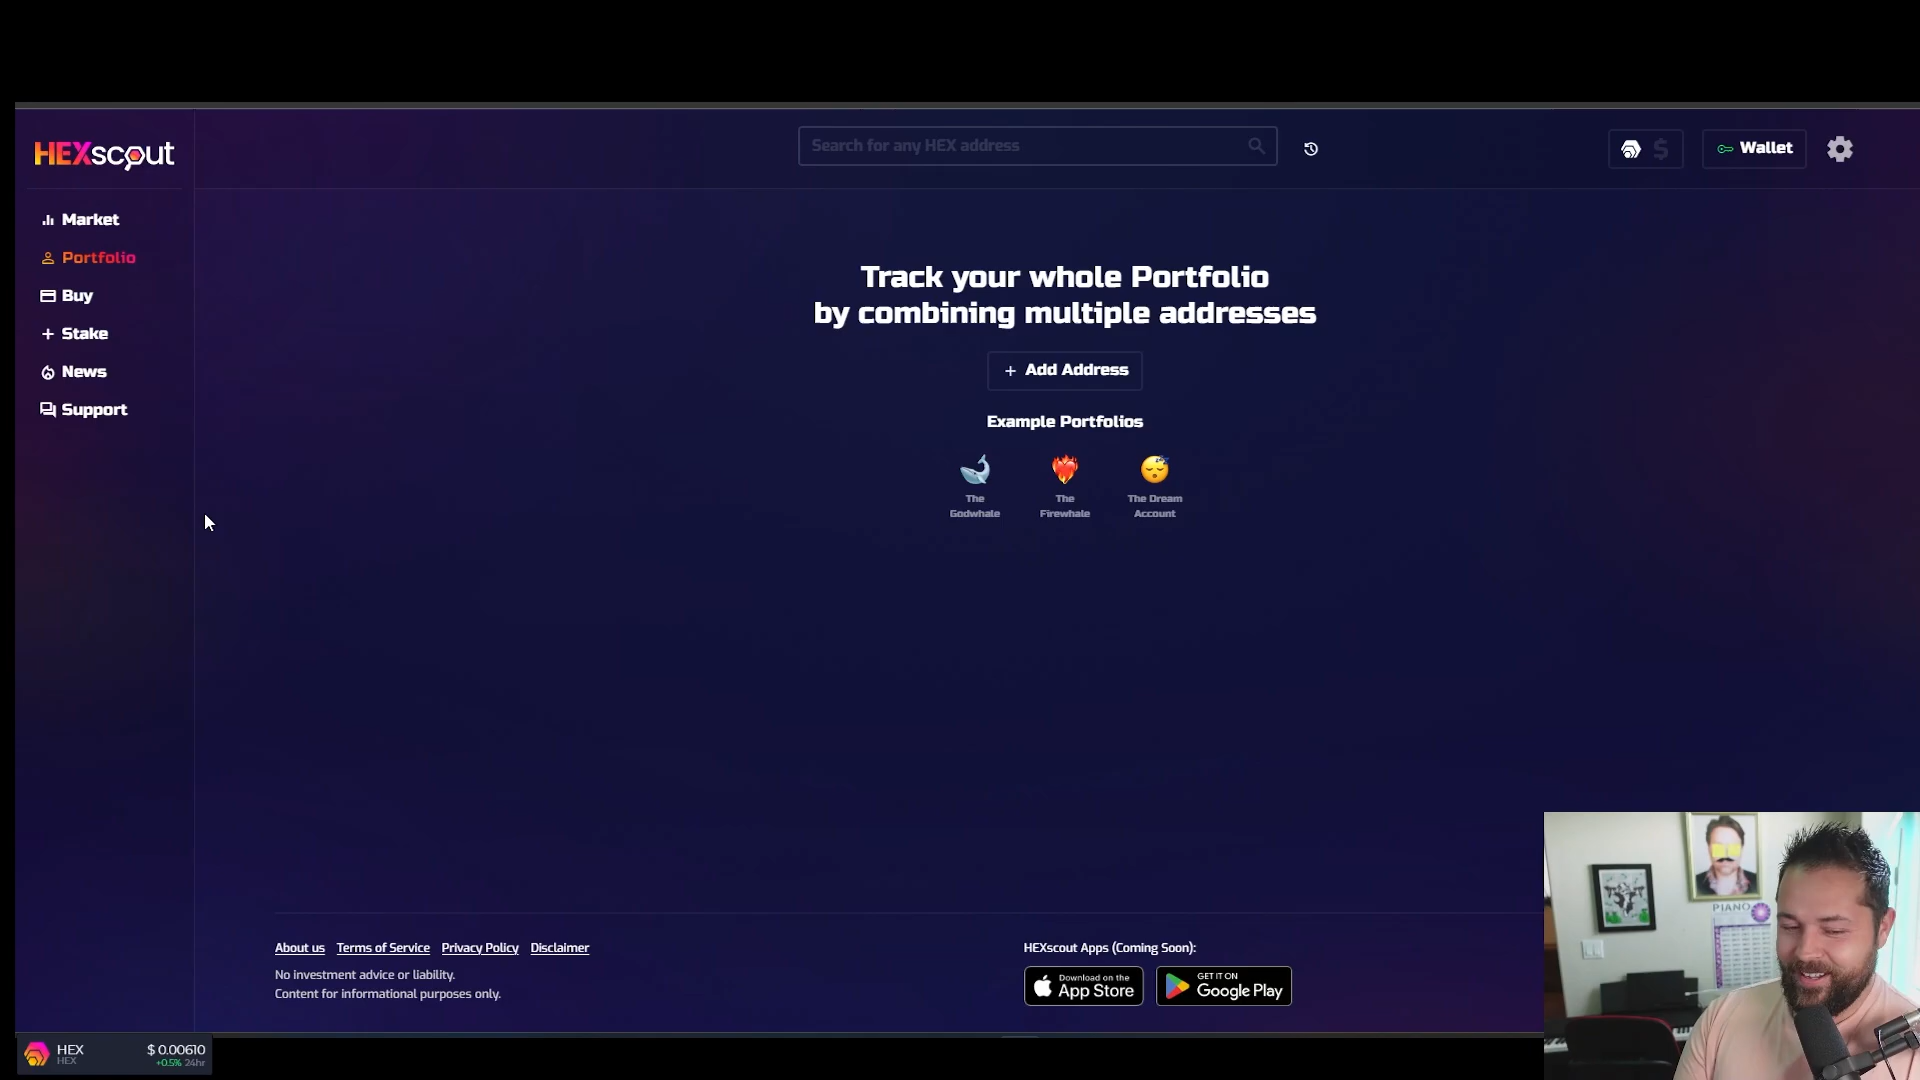 HEXscout
Search for any HEX address
$
Wallet
Market
Portfolio
Buy
Stake
News
Support
Track your whole Portfolio
by combining multiple addresses
+ Add Address
Example Portfolios
The
Godwhale
The
Firewhale
The Dream
Account
About us Terms of Service Privacy Policy Disclaimer
No investment advice or liability.
Content for informational purposes only.
HEXscout Apps (Coming Soon):
Download on the
App Store
GET IT ON
Google Play
PIANO
HEX $ 0.00610
HEX +0.5% 24hr